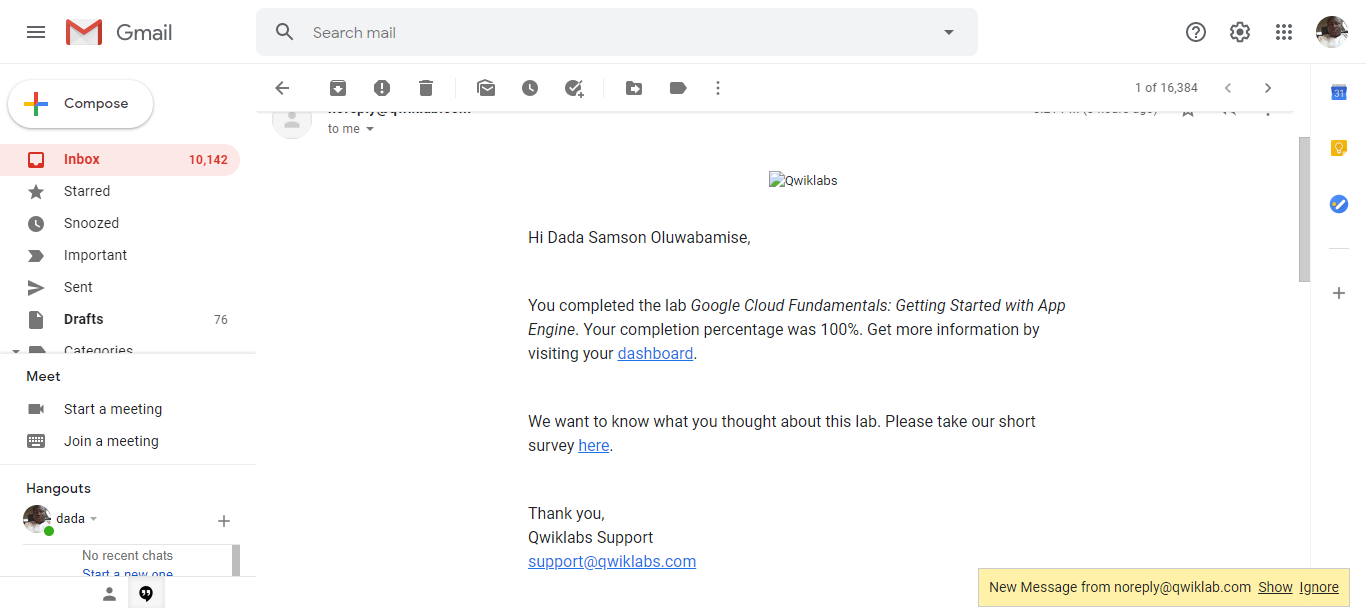 Gmail
Search mail
Compose
1 of 16,384
31
noreply@qwiklab.com
to me
Inbox 10,142
Starred
Snoozed
Important
Sent
Drafts 76
Categories
Meet
Start a meeting
Join a meeting
Hangouts
dada
No recent chats
Start a new one
Qwiklabs
Hi Dada Samson Oluwabamise,
You completed the lab Google Cloud Fundamentals: Getting Started with App
Engine. Your completion percentage was 100%. Get more information by
visiting your dashboard.
We want to know what you thought about this lab. Please take our short
survey here.
Thank you,
Qwiklabs Support
support@qwiklabs.com
New Message from noreply@qwiklab.com Show Ignore